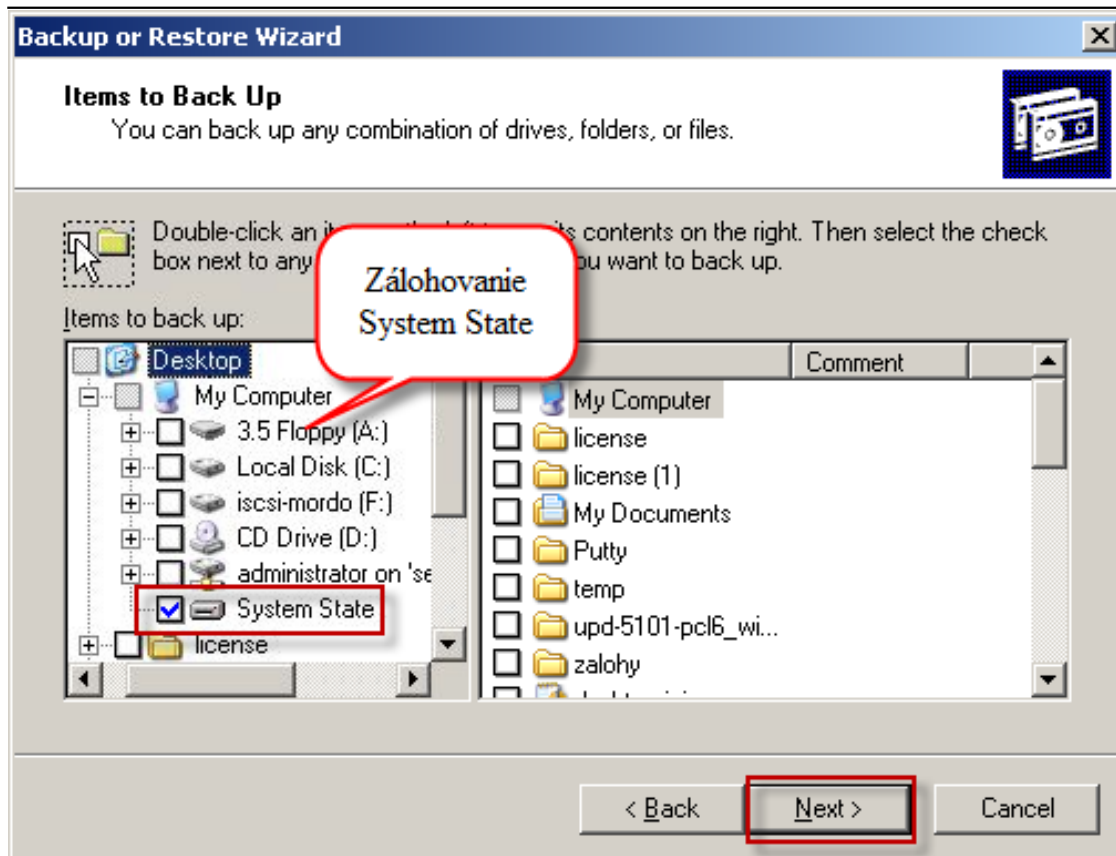 Backup or Restore Wizard
Items to Back Up
You can back up any combination of drives, folders, or files.
Double-click an its contents on the right. Then select the check
box next to any you want to back up.
Zálohovanie
System State
Items to back up:
Desktop
My Computer
3.5 Floppy (A:)
Local Disk (C:)
iscsi-mordo (F:)
CD Drive (D:)
administrator on 'se
System State
license
Comment
My Computer
license
license (1)
My Documents
Putty
temp
upd-5101-pcl6_wi...
zalohy
< Back
Next >
Cancel